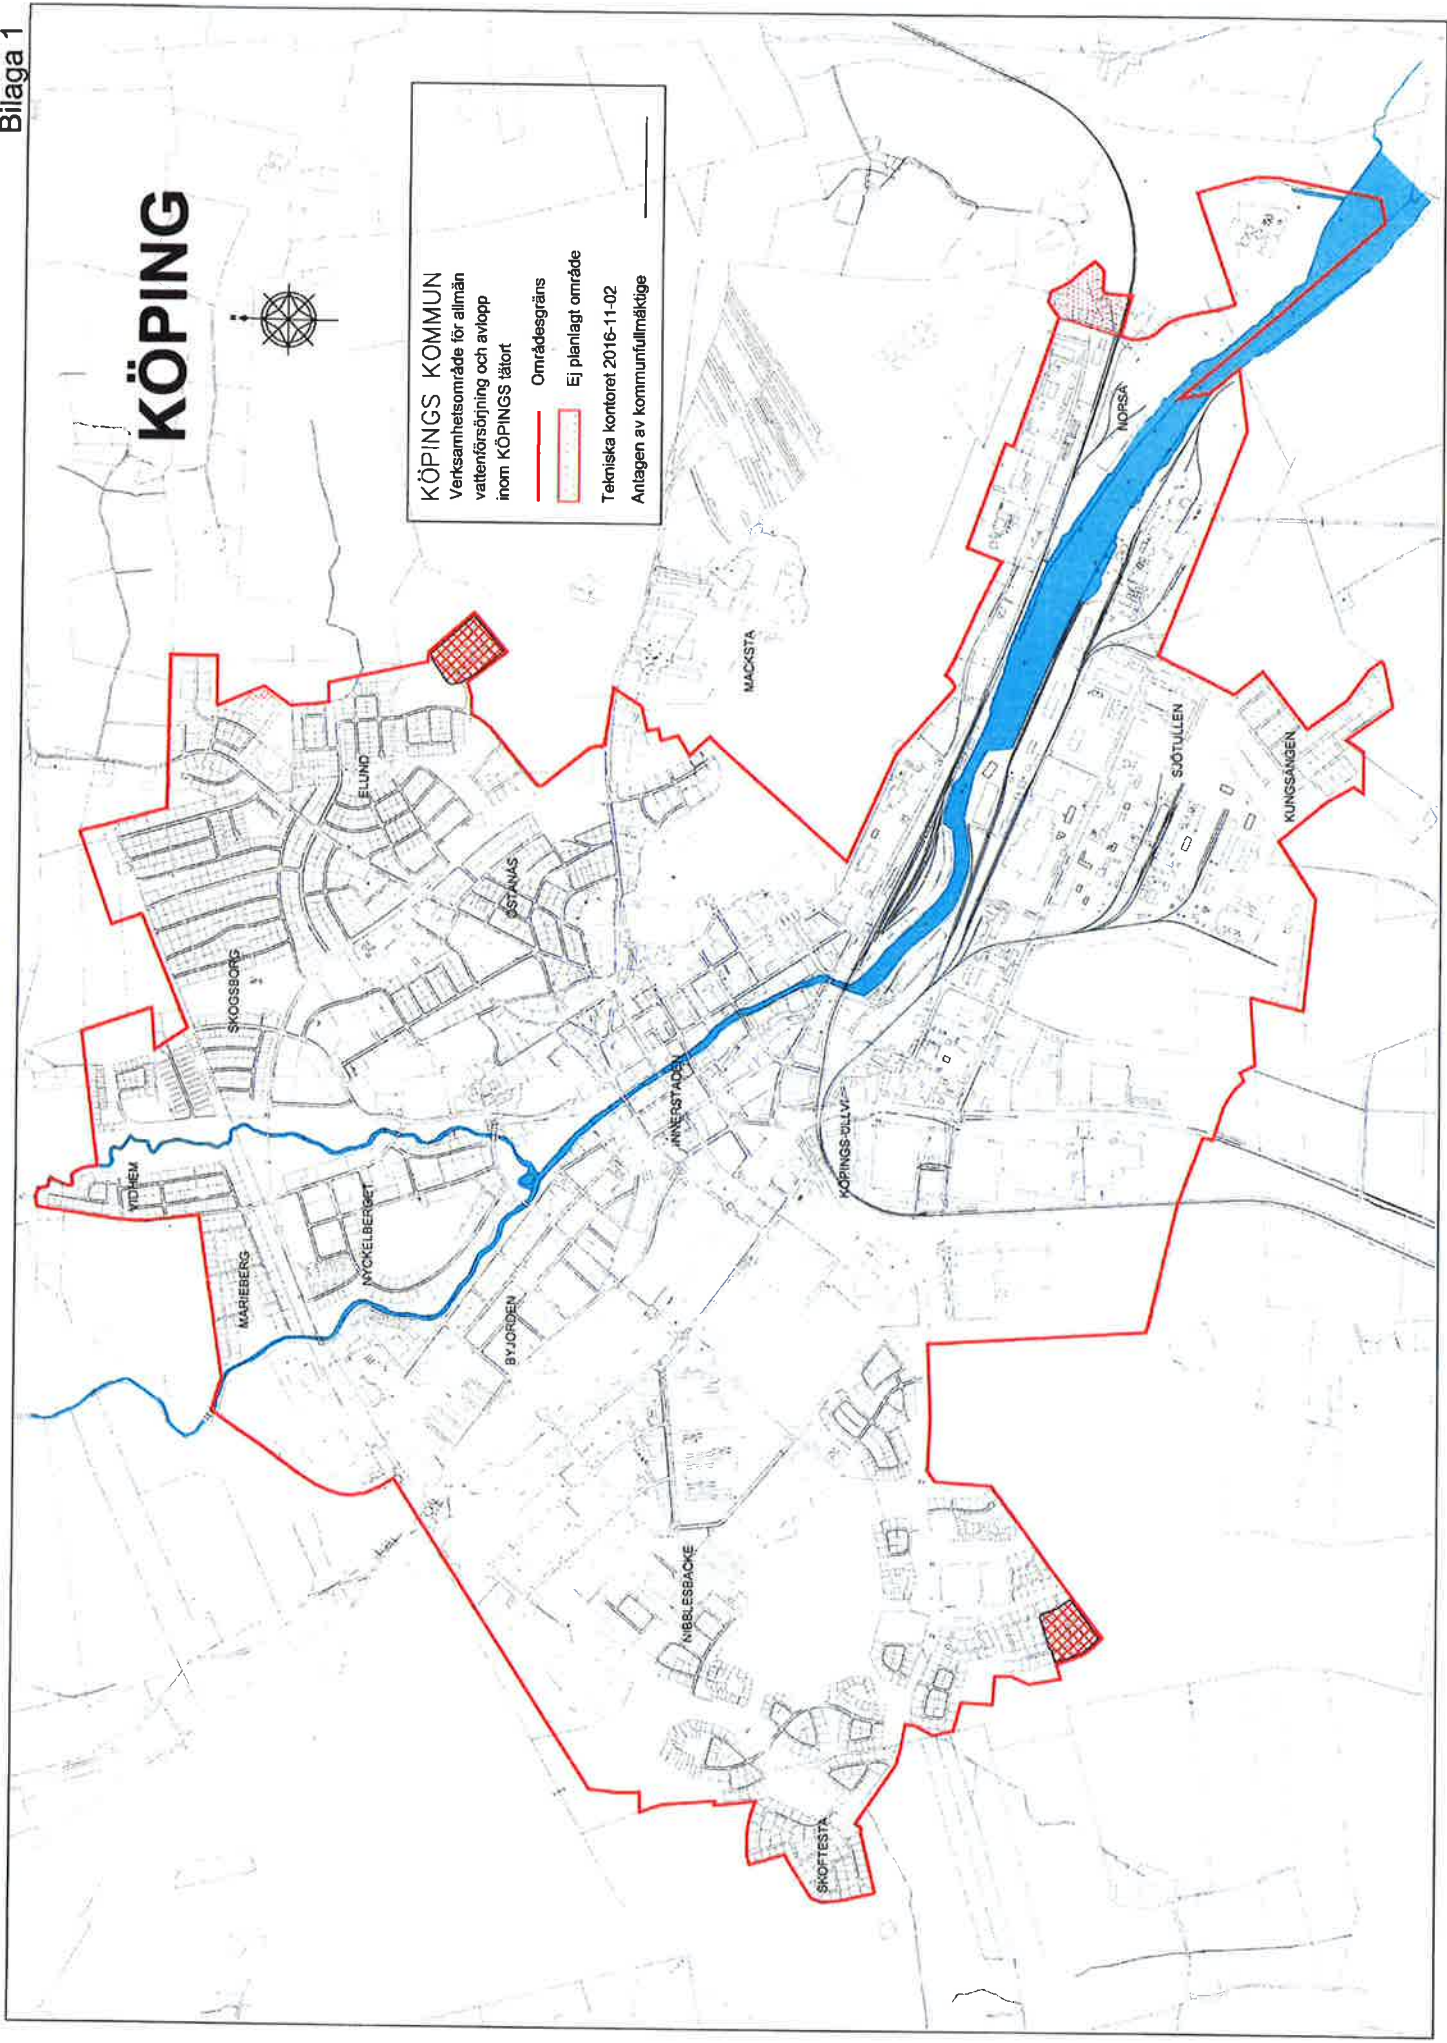 Bilaga 1
KÖPING
KÖPINGS KOMMUN
Verksamhetsområde för allmän
vattenförsörjning och avlopp
inom KÖPINGS tätort
Områdesgräns
Ej planlagt område
Tekniska kontoret 2016-11-02
Antagen av kommunfullmäktige
VIDHEM
MARIEBERG
SKOGSBORG
NYCKELBERGET
ELUND
ÖSTANÅS
BYJORDEN
INNERSTADEN
MACKSTA
NIBBLESBACKE
KÖPINGS-ULLVI
SKOFTESTA
NORSA
SJÖTULLEN
KUNGSÄNGEN